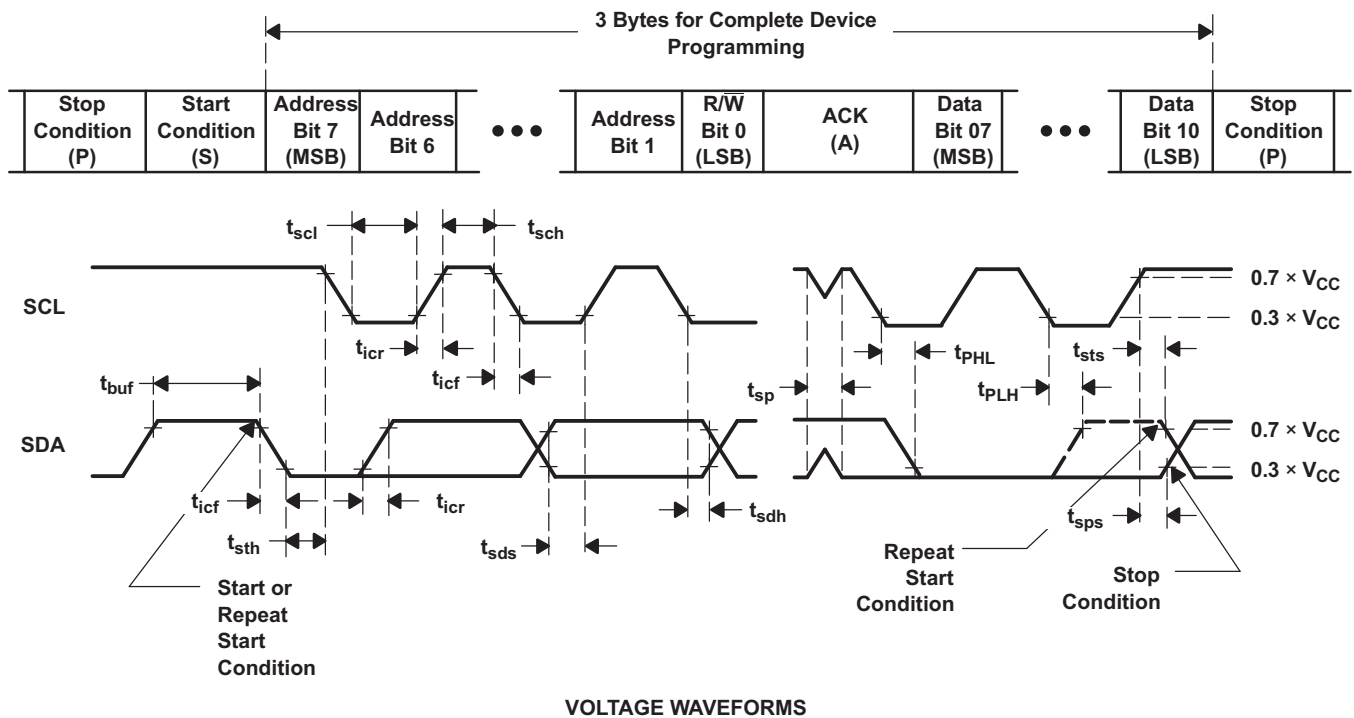 3 Bytes for Complete Device
Programming
Stop
Condition
(P)
Start
Condition
(S)
Address
Bit 7
(MSB)
Address
Bit 6
•••
Address
Bit 1
R/W̅
Bit 0
(LSB)
ACK
(A)
Data
Bit 07
(MSB)
•••
Data
Bit 10
(LSB)
Stop
Condition
(P)
tscl
tsch
SCL
0.7 × VCC
0.3 × VCC
ticr
ticf
tPHL
tsts
tbuf
tsp
tPLH
SDA
0.7 × VCC
0.3 × VCC
ticf
ticr
tsdh
tsps
tsth
tsds
Start or
Repeat
Start
Condition
Repeat
Start
Condition
Stop
Condition
VOLTAGE WAVEFORMS